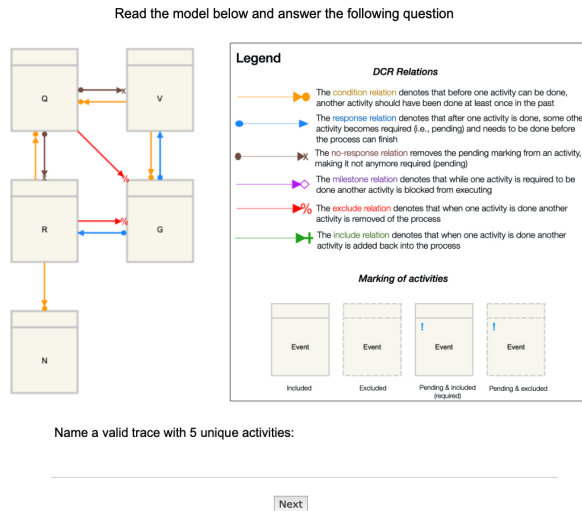 Read the model below and answer the following question
Legend
DCR Relations
The condition relation denotes that before one activity can be done,
another activity should have been done at least once in the past
The response relation denotes that after one activity is done, some othe
activity becomes required (i.e., pending) and needs to be done before
the process can finish
The no-response relation removes the pending marking from an activity,
making it not anymore required (pending)
The milestone relation denotes that while one activity is required to be
done another activity is blocked from executing
The exclude relation denotes that when one activity is done another
activity is removed of the process
The include relation denotes that when one activity is done another
activity is added back into the process
Marking of activities
! !
Event Event Event Event
Included Excluded Pending & included Pending & excluded
(required)
Q V
x
%
x
R % G
N
Name a valid trace with 5 unique activities:
Next